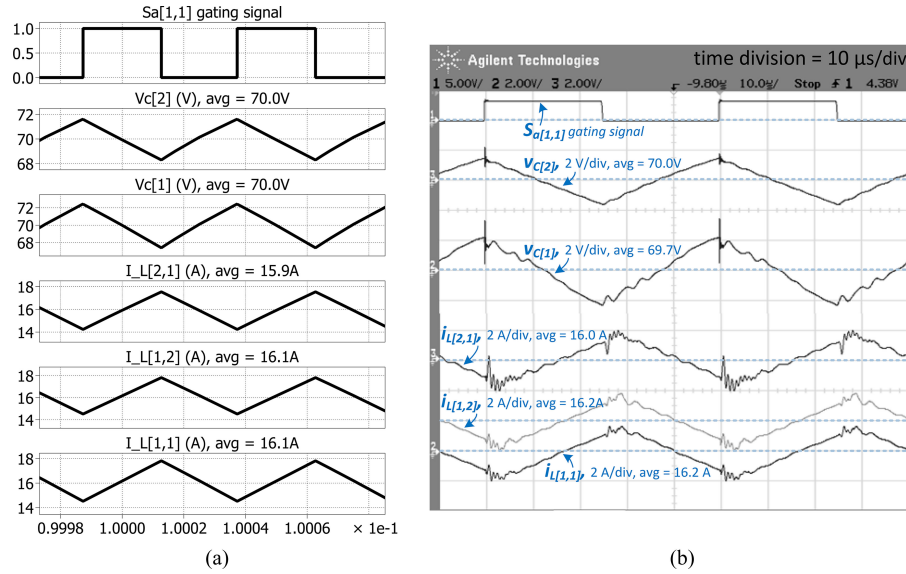 Sa[1,1] gating signal
1.0
0.5
0.0
Vc[2] (V), avg = 70.0V
72
70
68
Vc[1] (V), avg = 70.0V
72
70
68
I_L[2,1] (A), avg = 15.9A
18
16
14
I_L[1,2] (A), avg = 16.1A
18
16
14
I_L[1,1] (A), avg = 16.1A
18
16
14
0.9998 1.0000 1.0002 1.0004 1.0006 × 1e-1
(a)
Agilent Technologies
time division = 10 µs/div
1 5.00V/ 2 2.00V/ 3 2.00V/ -9.80 10.0 / Stop 1 4.38V
Sa[1,1] gating signal
vC[2], 2 V/div, avg = 70.0V
vC[1], 2 V/div, avg = 69.7V
iL[2,1], 2 A/div, avg = 16.0 A
iL[1,2], 2 A/div, avg = 16.2A
iL[1,1], 2 A/div, avg = 16.2 A
(b)